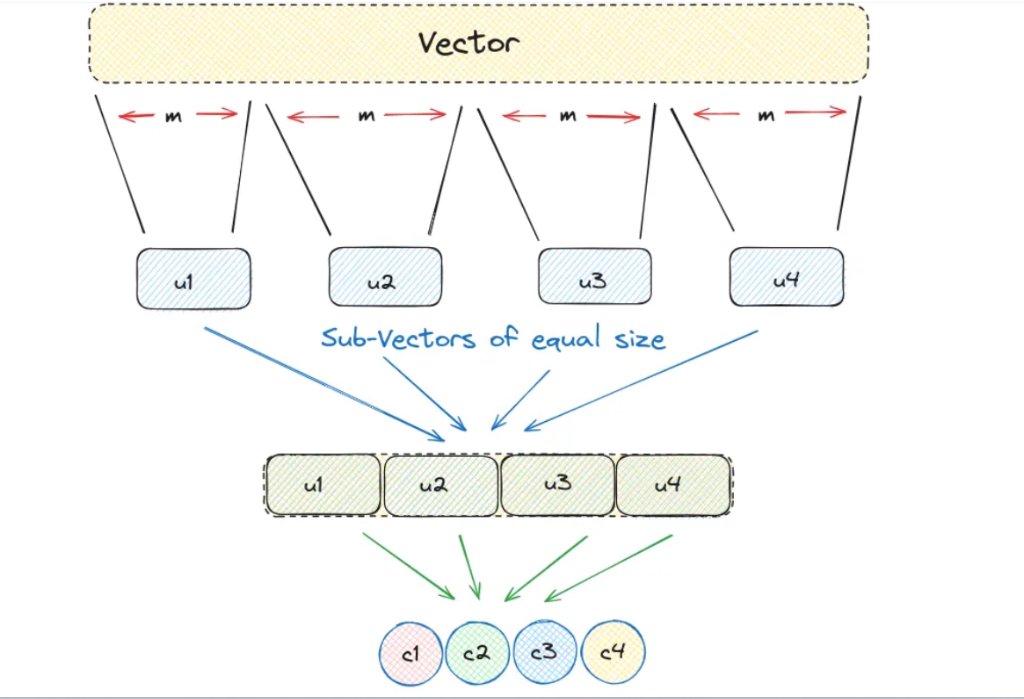 Vector
m m m m
u1 u2 u3 u4
Sub-Vectors of equal size
u1 u2 u3 u4
c1 c2 c3 c4